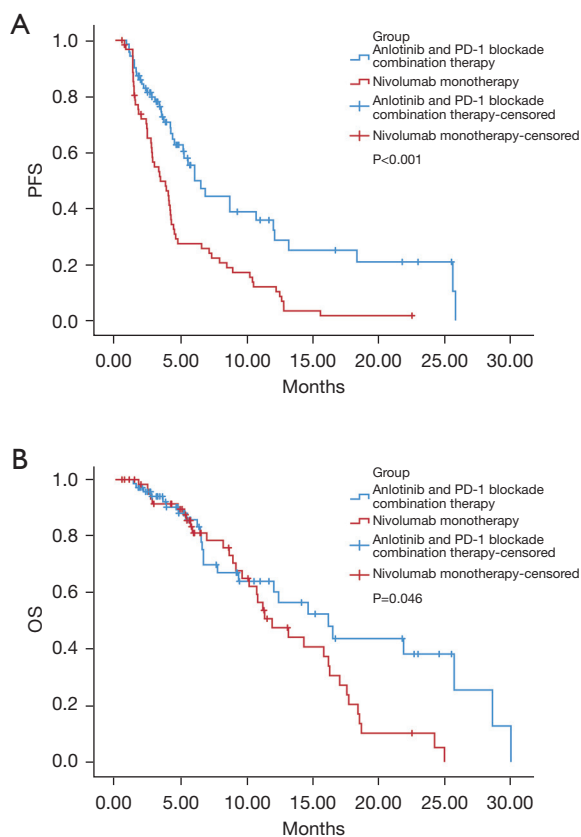 A
1.0
0.8
0.6
0.4
0.2
0.0
PFS
Group
Anlotinib and PD-1 blockade
combination therapy
Nivolumab monotherapy
Anlotinib and PD-1 blockade
combination therapy-censored
Nivolumab monotherapy-censored
P<0.001
0.00 5.00 10.00 15.00 20.00 25.00 30.00
Months
B
1.0
0.8
0.6
0.4
0.2
0.0
OS
Group
Anlotinib and PD-1 blockade
combination therapy
Nivolumab monotherapy
Anlotinib and PD-1 blockade
combination therapy-censored
Nivolumab monotherapy-censored
P=0.046
0.00 5.00 10.00 15.00 20.00 25.00 30.00
Months